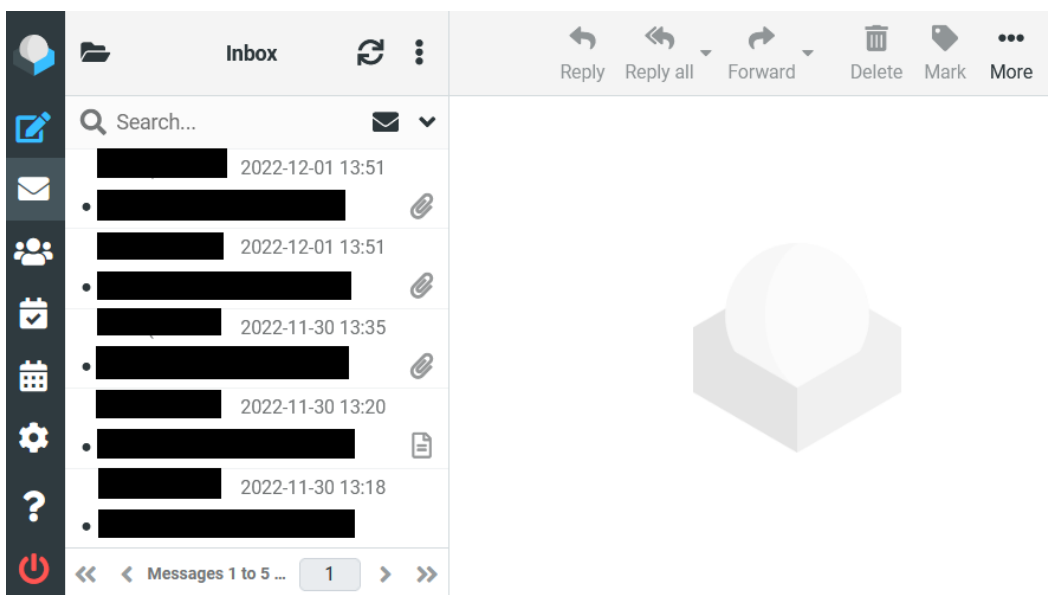 Inbox
Reply Reply all Forward Delete Mark More
Search...
2022-12-01 13:51
2022-12-01 13:51
2022-11-30 13:35
2022-11-30 13:20
2022-11-30 13:18
Messages 1 to 5 ... 1